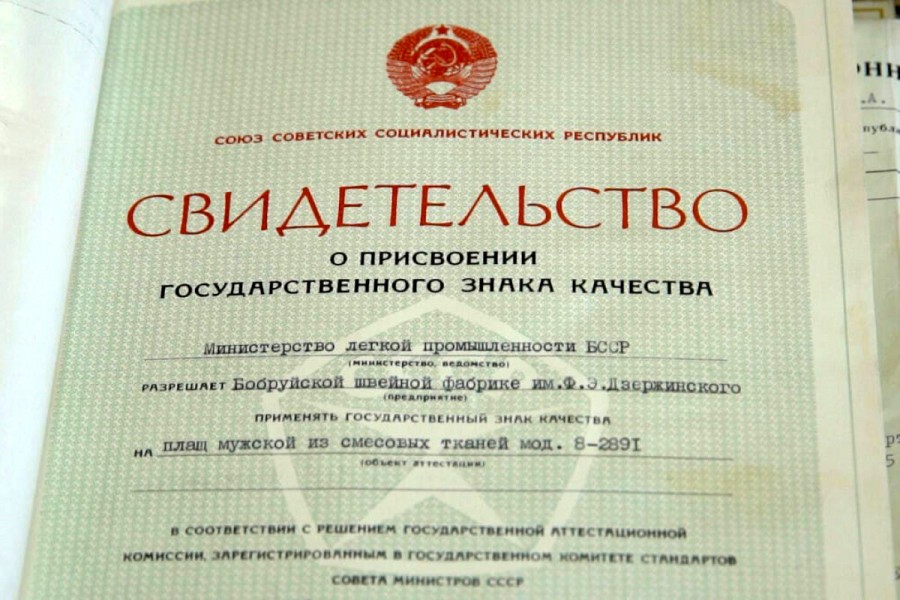 СОЮЗ СОВЕТСКИХ СОЦИАЛИСТИЧЕСКИХ РЕСПУБЛИК
СВИДЕТЕЛЬСТВО
О ПРИСВОЕНИИ
ГОСУДАРСТВЕННОГО ЗНАКА КАЧЕСТВА
Министерство легкой промышленности БССР
(министерство, ведомство)
РАЗРЕШАЕТ Бобруйской швейной фабрике им.Ф.Э.Дзержинского
(предприятие)
ПРИМЕНЯТЬ ГОСУДАРСТВЕННЫЙ ЗНАК КАЧЕСТВА
НА плащ мужской из смесовых тканей мод. 8-289I
(объект аттестации)
В СООТВЕТСТВИИ С РЕШЕНИЕМ ГОСУДАРСТВЕННОЙ АТТЕСТАЦИОННОЙ
КОМИССИИ, ЗАРЕГИСТРИРОВАННЫМ В ГОСУДАРСТВЕННОМ КОМИТЕТЕ СТАНДАРТОВ
СОВЕТА МИНИСТРОВ СССР